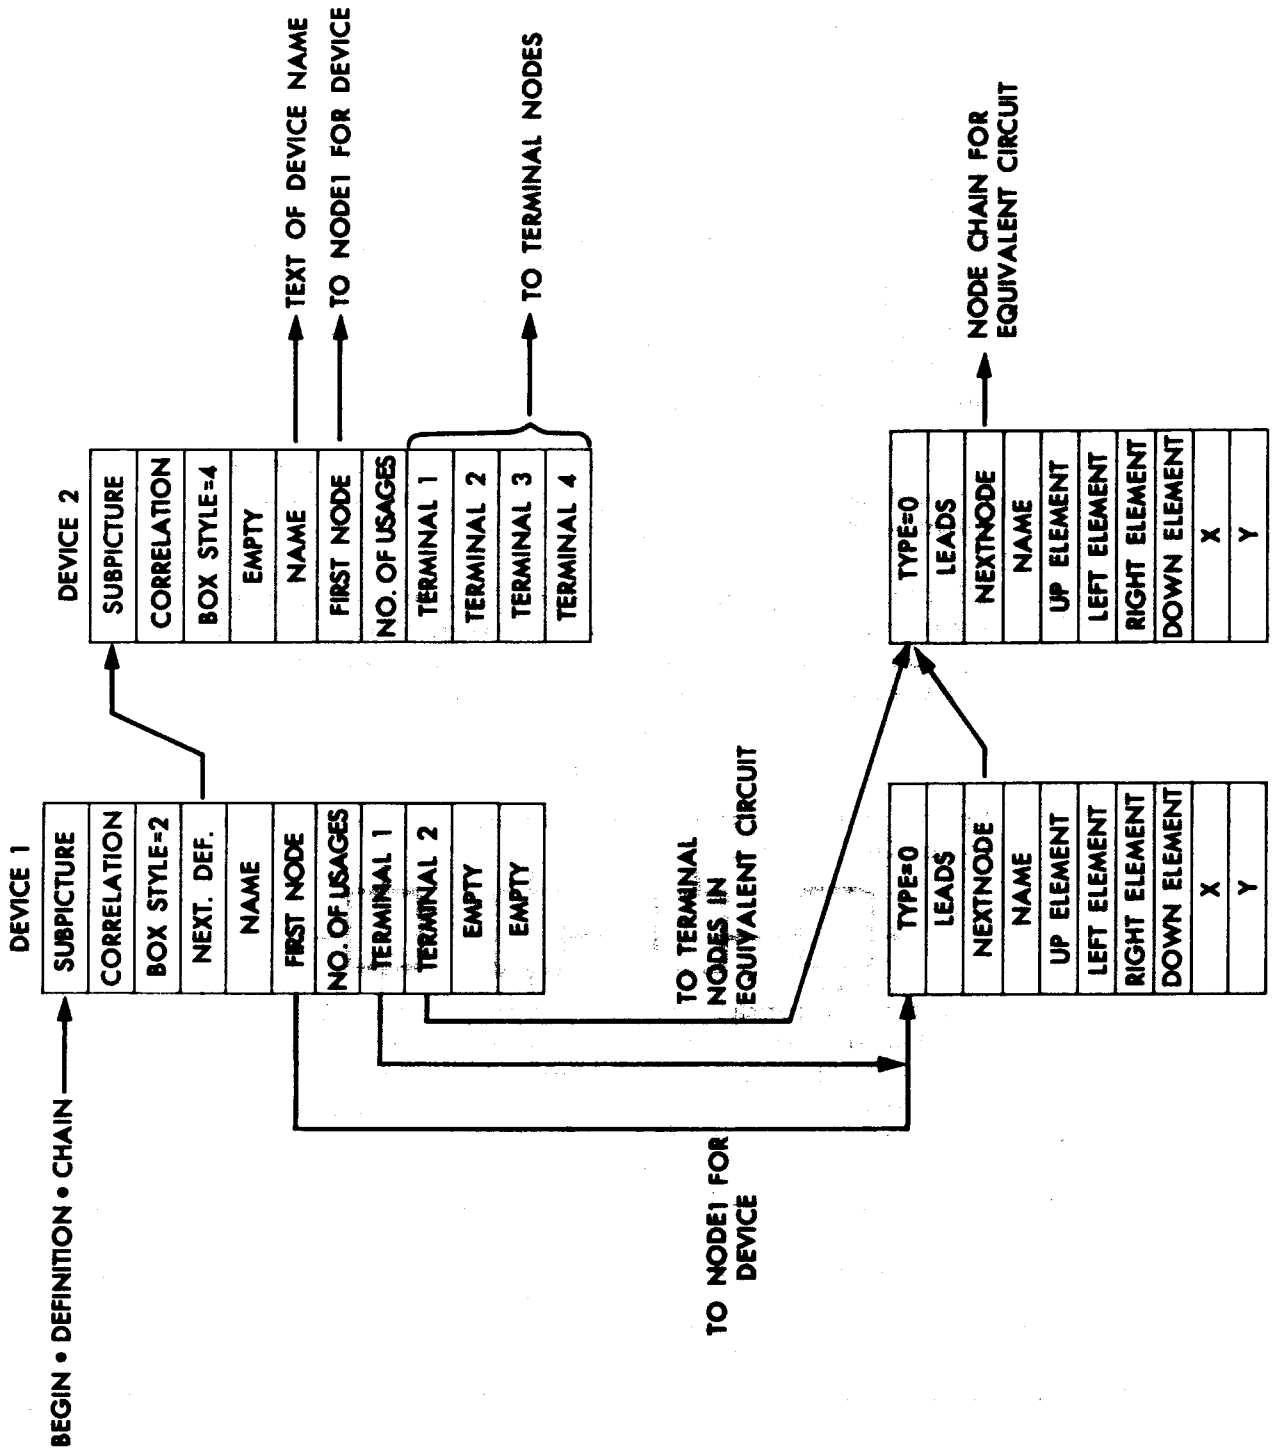 BEGIN • DEFINITION • CHAIN
DEVICE 1
SUBPICTURE
CORRELATION
BOX STYLE=2
NEXT. DEF.
NAME
FIRST NODE
NO. OF USAGES
TERMINAL 1
TERMINAL 2
EMPTY
EMPTY
DEVICE 2
SUBPICTURE
CORRELATION
BOX STYLE=4
EMPTY
NAME
FIRST NODE
NO. OF USAGES
TERMINAL 1
TERMINAL 2
TERMINAL 3
TERMINAL 4
TEXT OF DEVICE NAME
TO NODE1 FOR DEVICE
TO TERMINAL NODES
TO NODE1 FOR
DEVICE
TO TERMINAL
NODES IN
EQUIVALENT CIRCUIT
TYPE=0
LEADS
NEXTNODE
NAME
UP ELEMENT
LEFT ELEMENT
RIGHT ELEMENT
DOWN ELEMENT
X
Y
TYPE=0
LEADS
NEXTNODE
NAME
UP ELEMENT
LEFT ELEMENT
RIGHT ELEMENT
DOWN ELEMENT
X
Y
NODE CHAIN FOR
EQUIVALENT CIRCUIT